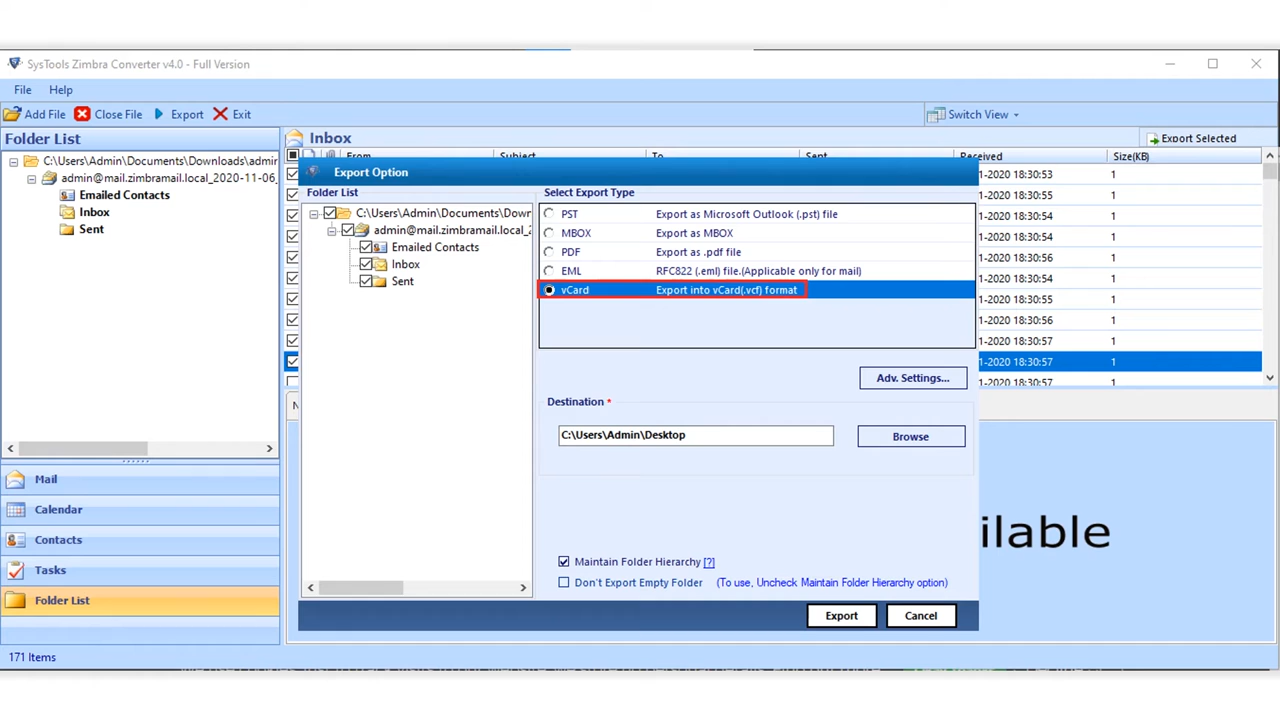 SysTools Zimbra Converter v4.0 - Full Version
File Help
Add File Close File Export Exit Switch View
Folder List
Inbox
Export Selected
C:\Users\Admin\Documents\Downloads\admin
admin@mail.zimbramail.local_2020-11-06_
Emailed Contacts
Inbox
Sent
From Subject To Sent Received Size(KB)
1-2020 18:30:53 1
1-2020 18:30:55 1
1-2020 18:30:54 1
1-2020 18:30:54 1
1-2020 18:30:56 1
1-2020 18:30:54 1
1-2020 18:30:55 1
1-2020 18:30:56 1
1-2020 18:30:57 1
1-2020 18:30:57 1
1-2020 18:30:57 1
Export Option
Folder List
C:\Users\Admin\Documents\Dowr
admin@mail.zimbramail.local_2
Emailed Contacts
Inbox
Sent
Select Export Type
PST Export as Microsoft Outlook (.pst) file
MBOX Export as MBOX
PDF Export as .pdf file
EML RFC822 (.eml) file.(Applicable only for mail)
vCard Export into vCard(.vcf) format
Adv. Settings...
Destination *
C:\Users\Admin\Desktop
Browse
Maintain Folder Hierarchy [?]
Don't Export Empty Folder (To use, Uncheck Maintain Folder Hierarchy option)
Export Cancel
N
ilable
Mail
Calendar
Contacts
Tasks
Folder List
171 Items